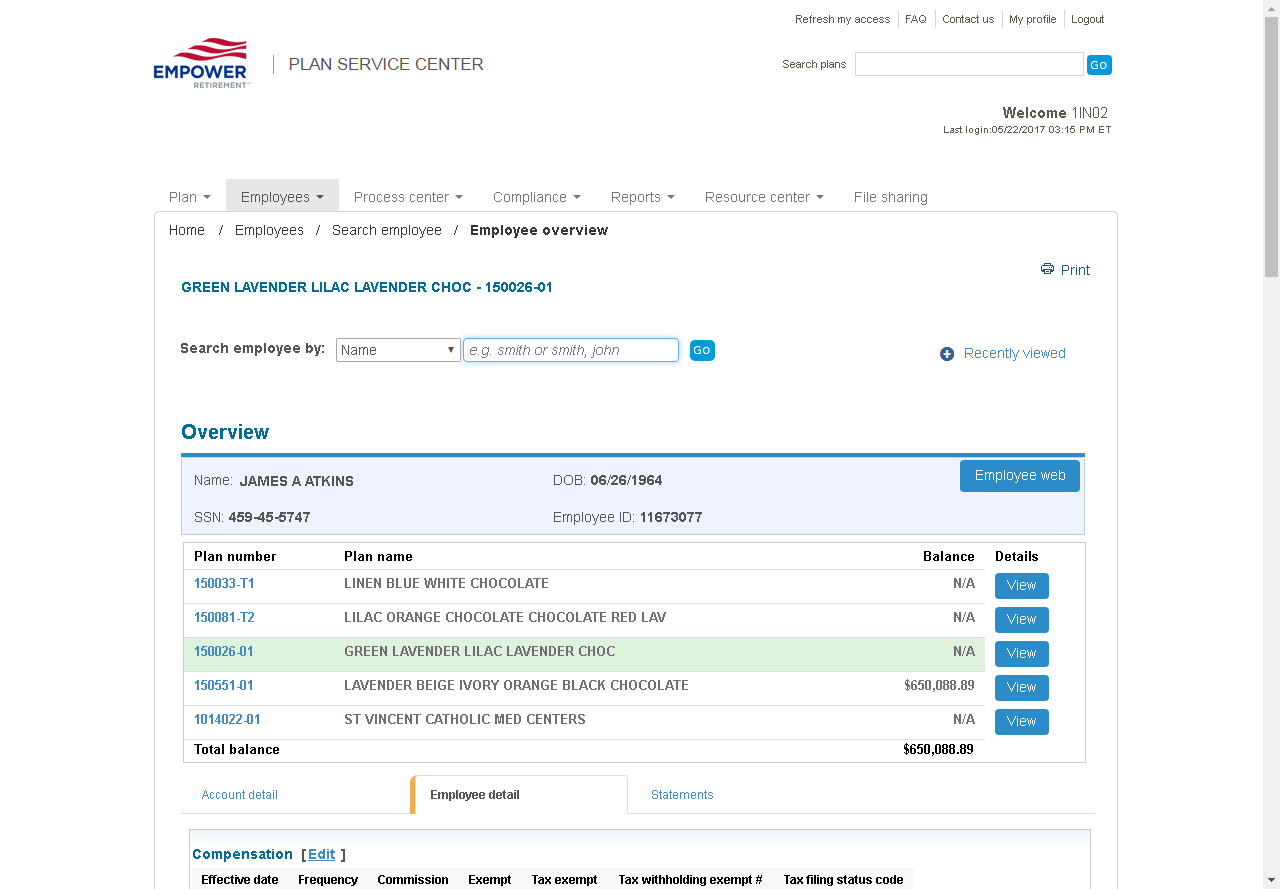 Refresh my access FAQ Contact us My profile Logout
EMPOWER
RETIREMENT™
PLAN SERVICE CENTER
Search plans Go
Welcome 1IN02
Last login:05/22/2017 03:15 PM ET
Plan Employees Process center Compliance Reports Resource center File sharing
Home / Employees / Search employee / Employee overview
Print
GREEN LAVENDER LILAC LAVENDER CHOC - 150026-01
Search employee by: Name e.g. smith or smith, john Go
Recently viewed
Overview
Name: JAMES A ATKINS DOB: 06/26/1964 Employee web
SSN: 459-45-5747 Employee ID: 11673077
Plan number Plan name Balance Details
150033-T1 LINEN BLUE WHITE CHOCOLATE N/A View
150081-T2 LILAC ORANGE CHOCOLATE CHOCOLATE RED LAV N/A View
150026-01 GREEN LAVENDER LILAC LAVENDER CHOC N/A View
150551-01 LAVENDER BEIGE IVORY ORANGE BLACK CHOCOLATE $650,088.89 View
1014022-01 ST VINCENT CATHOLIC MED CENTERS N/A View
Total balance $650,088.89
Account detail Employee detail Statements
Compensation [Edit ]
Effective date Frequency Commission Exempt Tax exempt Tax withholding exempt # Tax filing status code